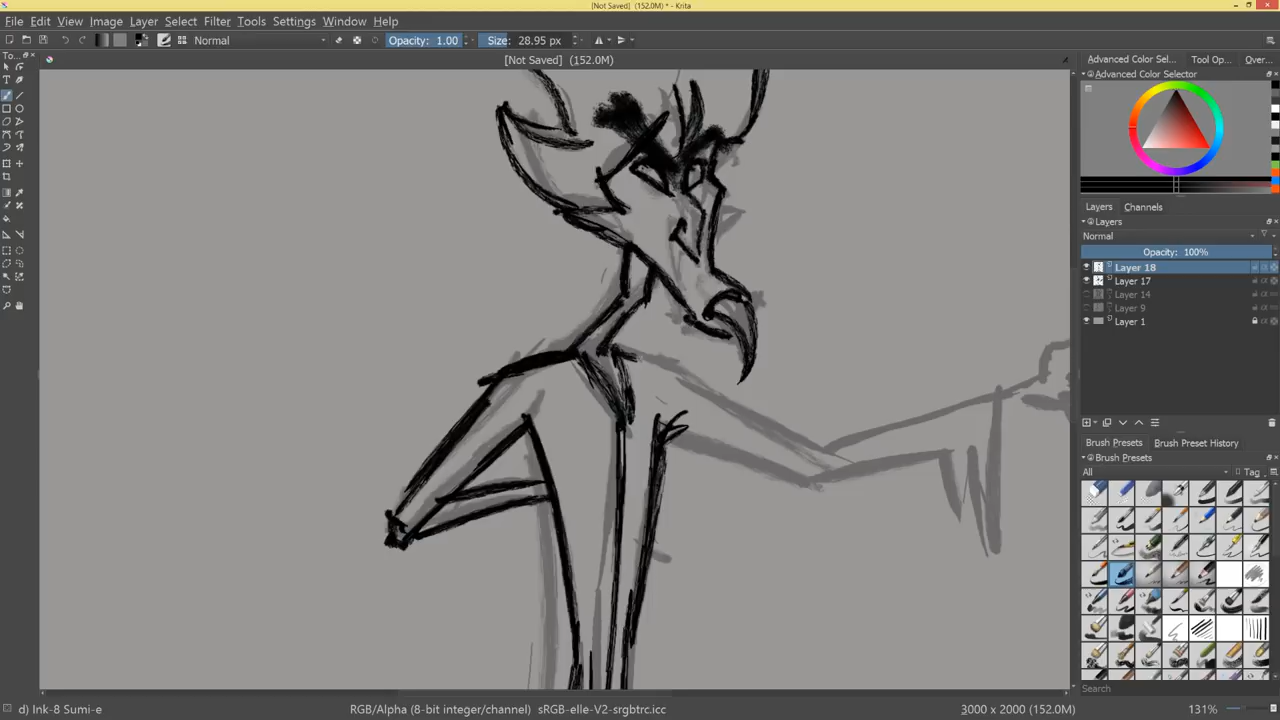 [Not Saved] (152.0M) * - Krita
File Edit View Image Layer Select Filter Tools Settings Window Help
Normal Opacity: 1.00 Size: 28.95 px
To... [Not Saved] (152.0M) Advanced Color Sel... Tool Op... Over...
Advanced Color Selector
Layers Channels
Layers
Normal
Opacity: 100%
Layer 18
Layer 17
Layer 14
Layer 9
Layer 1
Brush Presets Brush Preset History
Brush Presets
All Tag
Search
d) Ink-8 Sumi-e RGB/Alpha (8-bit integer/channel) sRGB-elle-V2-srgbtrc.icc 3000 x 2000 (152.0M) 131%